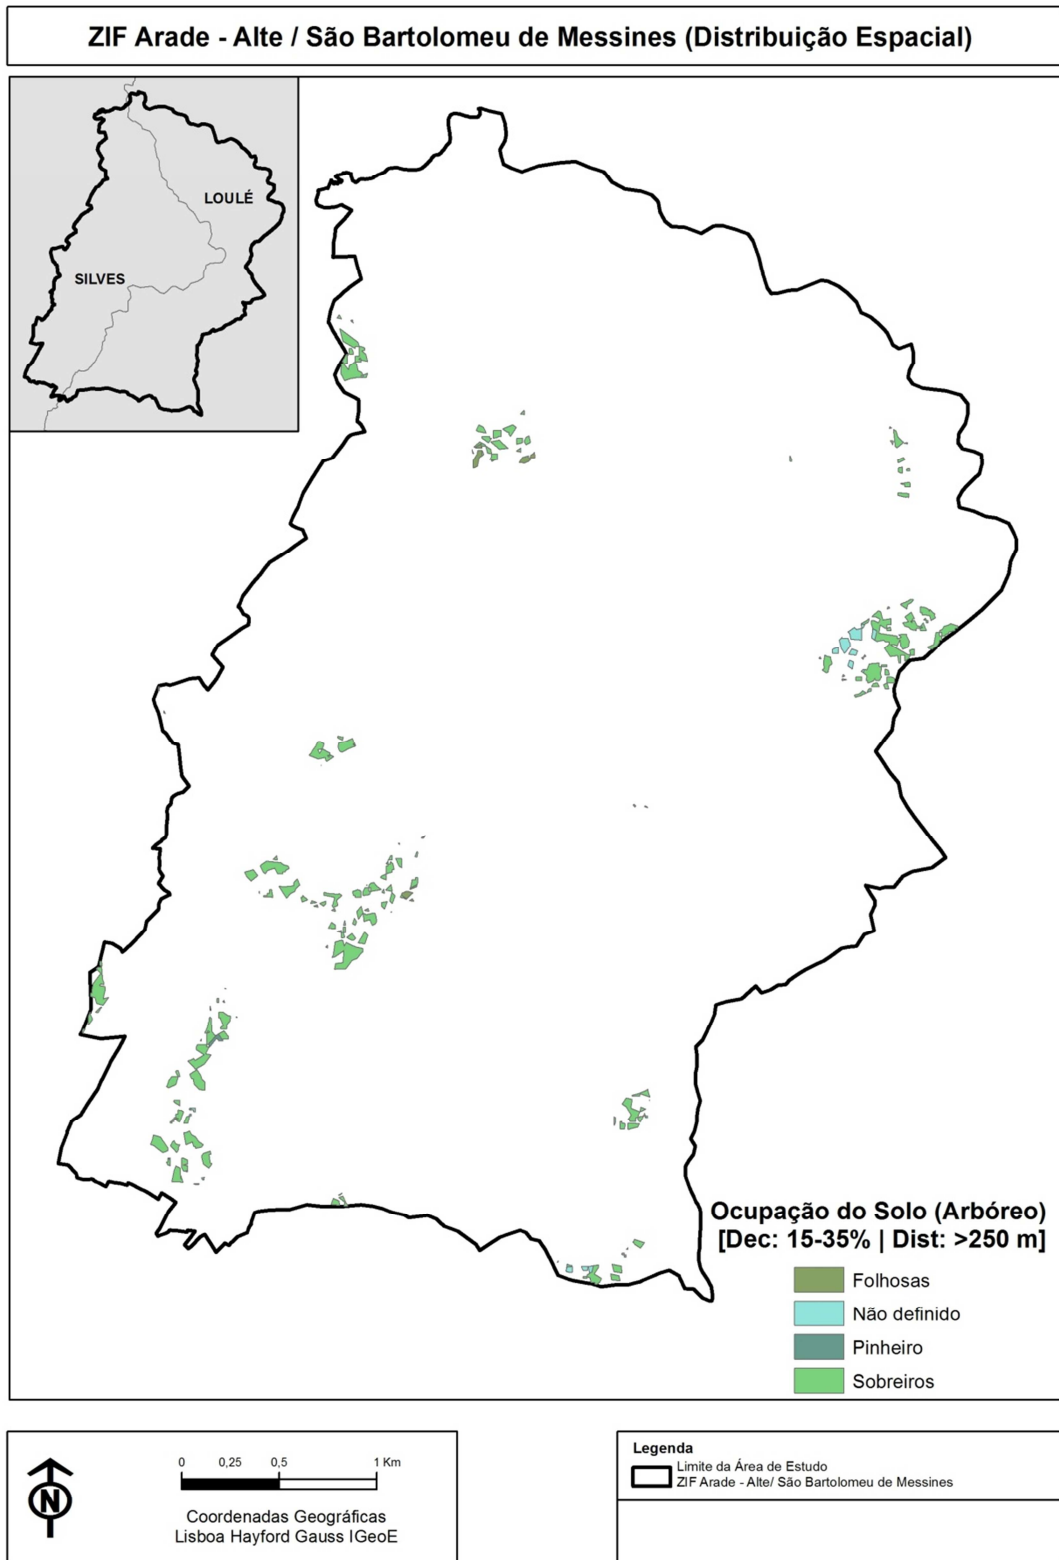 ZIF Arade - Alte / São Bartolomeu de Messines (Distribuição Espacial)
LOULÉ
SILVES
Ocupação do Solo (Arbóreo)
[Dec: 15-35% | Dist: >250 m]
Folhosas
Não definido
Pinheiro
Sobreiros
N
0 0,25 0,5 1 Km
Coordenadas Geográficas
Lisboa Hayford Gauss IGeoE
Legenda
Limite da Área de Estudo
ZIF Arade - Alte/ São Bartolomeu de Messines